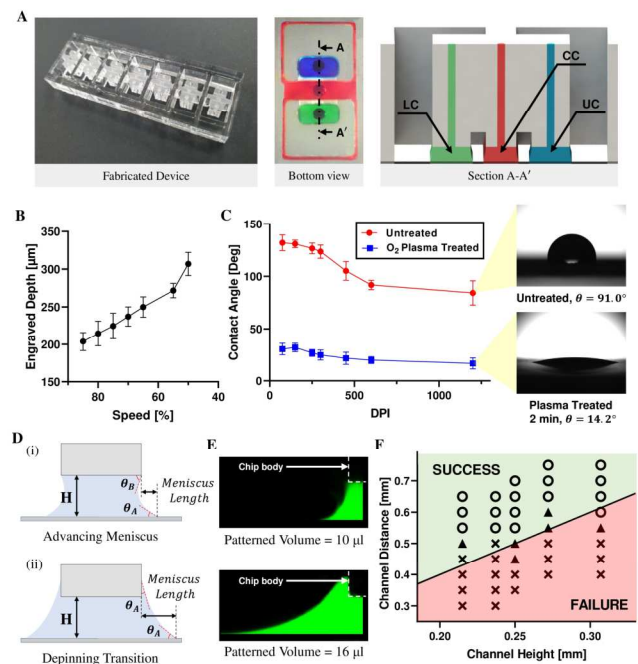 A
A
A'
LC
CC
UC
Fabricated Device
Bottom view
Section A-A'
B
Engraved Depth [μm]
350
300
250
200
150
80
60
40
Speed [%]
C
Contact Angle [Deg]
150
100
50
0
0
500
1000
DPI
Untreated
O₂ Plasma Treated
Untreated, θ = 91.0°
Plasma Treated
2 min, θ = 14.2°
D
(i)
H
θB
θA
Meniscus
Length
Advancing Meniscus
(ii)
H
θA
θA
Meniscus
Length
Depinning Transition
E
Chip body
Patterned Volume = 10 μl
Chip body
Patterned Volume = 16 μl
F
Channel Distance [mm]
0.7
0.6
0.5
0.4
0.3
SUCCESS
FAILURE
0.20
0.25
0.30
Channel Height [mm]